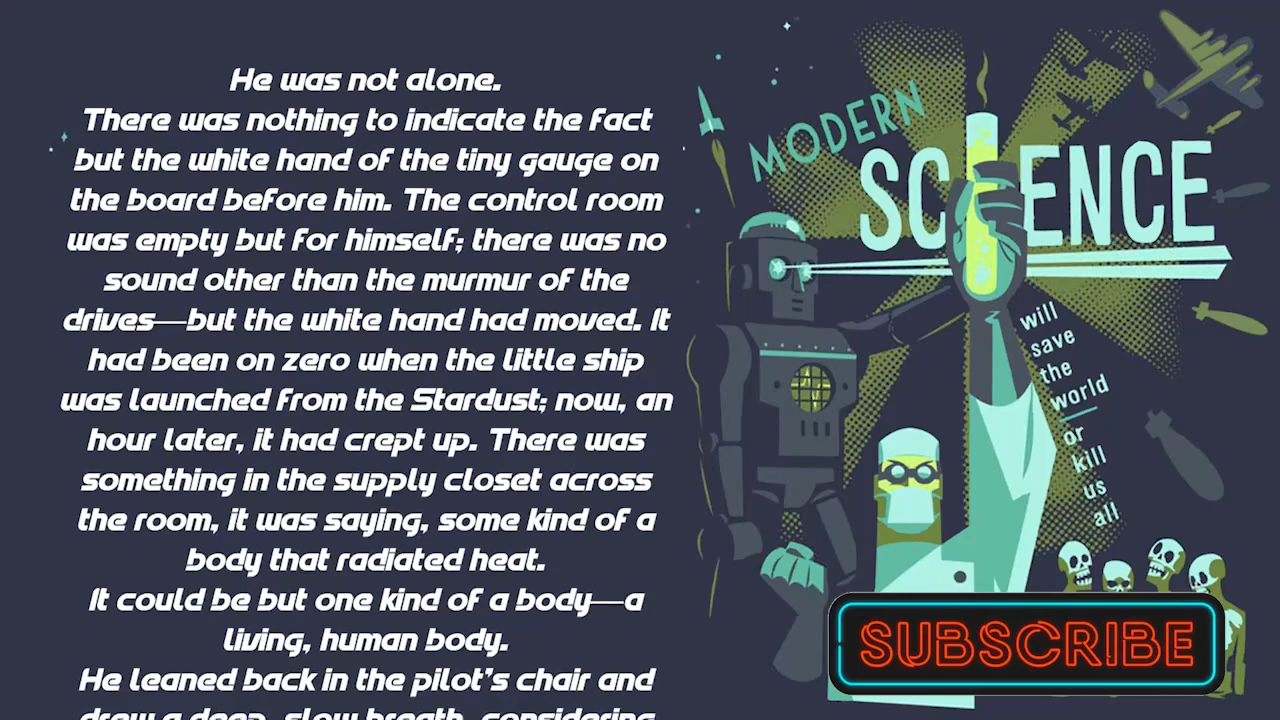 He was not alone.
There was nothing to indicate the fact
but the white hand of the tiny gauge on
the board before him. The control room
was empty but for himself; there was no
sound other than the murmur of the
drives—but the white hand had moved. It
had been on zero when the little ship
was launched from the Stardust; now, an
hour later, it had crept up. There was
something in the supply closet across
the room, it was saying, some kind of a
body that radiated heat.
It could be but one kind of a body—a
living, human body.
He leaned back in the pilot's chair and
drew a deep, slow breath, considering
MODERN
SCIENCE
will
save
the
world
or
kill
us
all
SUBSCRIBE